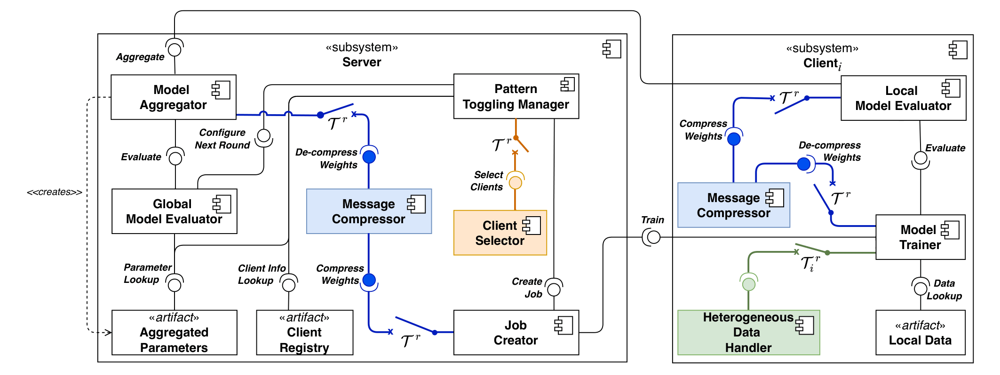 «subsystem»
Server
Aggregate
Model
Aggregator
Pattern
Toggling Manager
𝒯 r
Configure
Next Round
Evaluate
De-compress
Weights
𝒯 r
Select
Clients
<<creates>>
Global
Model Evaluator
Message
Compressor
Client
Selector
Parameter
Lookup
Client Info
Lookup
Compress
Weights
Create
Job
«artifact»
Aggregated
Parameters
«artifact»
Client
Registry
𝒯 r
Job
Creator
Train
«subsystem»
Client i
𝒯 r
Local
Model Evaluator
Compress
Weights
De-compress
Weights
Evaluate
Message
Compressor
𝒯 r
Model
Trainer
𝒯 r i
Data
Lookup
Heterogeneous
Data
Handler
«artifact»
Local Data